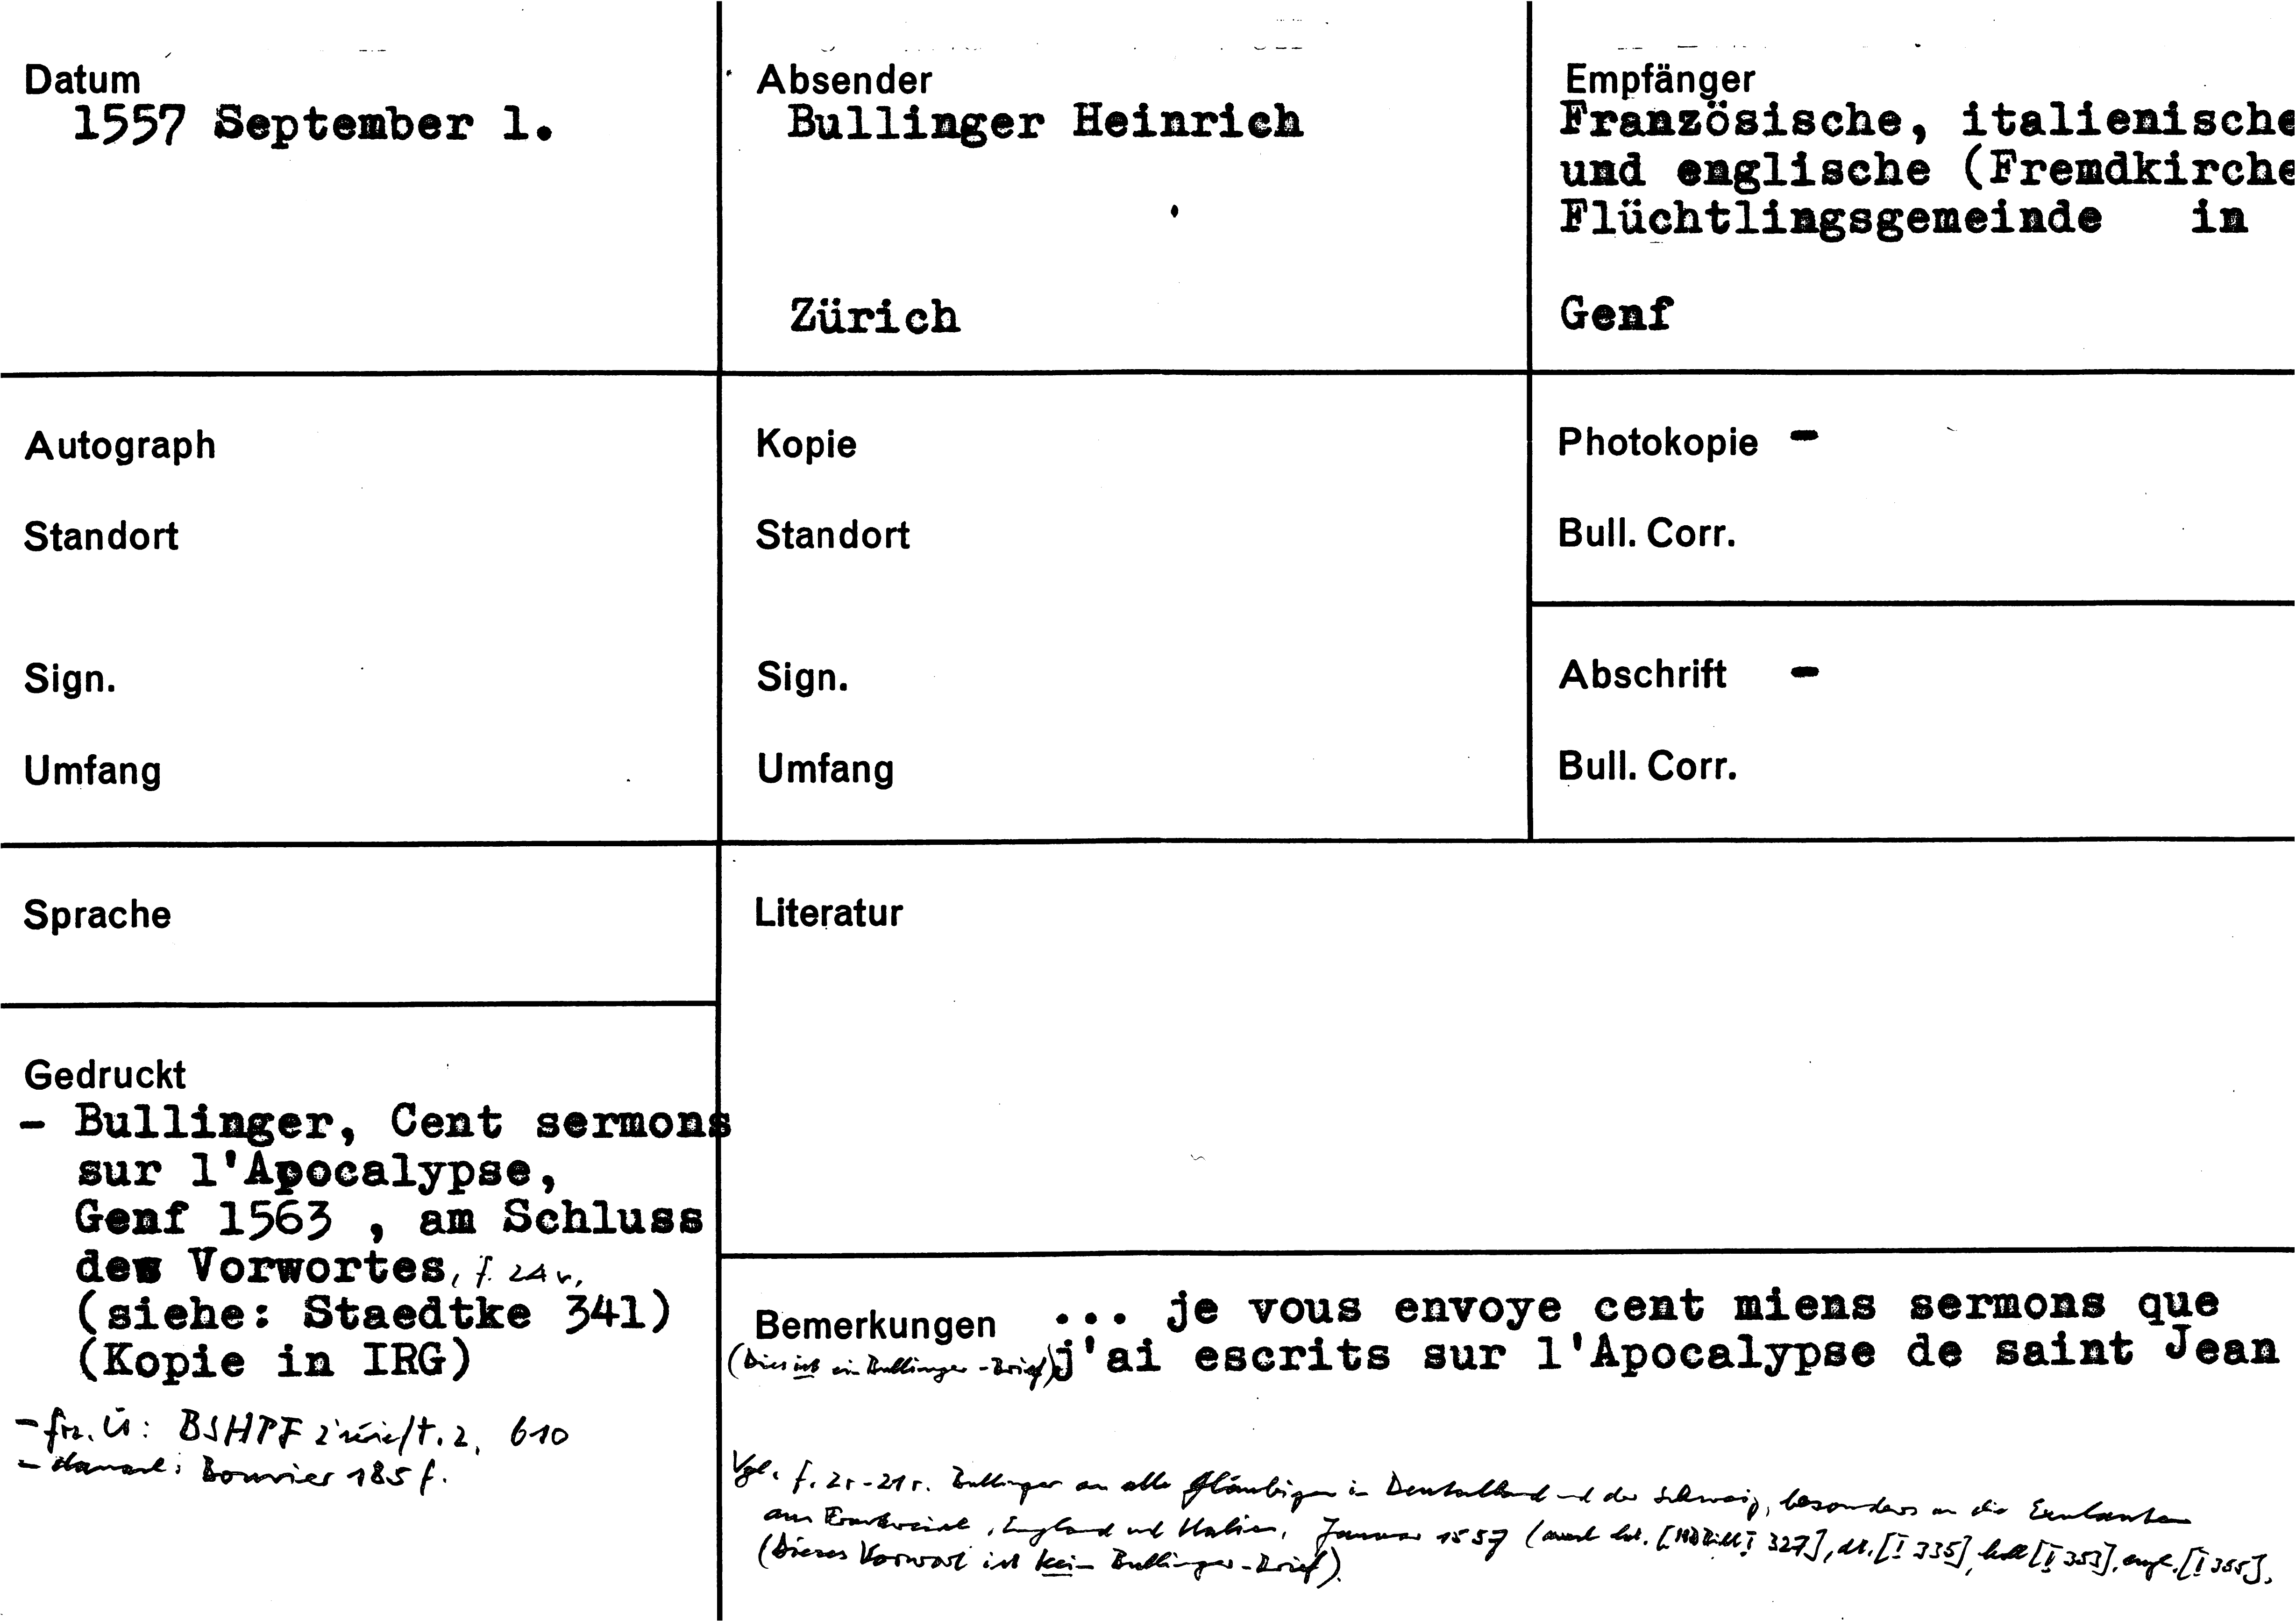 Datum
1557 September 1.
Absender
Bullinger Heinrich
Zürich
Empfänger
Französische, italienische
und englische (Fremdkirche
Flüchtlingsgemeinde in
Genf
Autograph
Standort
Sign.
Umfang
Kopie
Standort
Sign.
Umfang
Photokopie -
Bull. Corr.
Abschrift -
Bull. Corr.
Sprache
Literatur
Gedruckt
- Bullinger, Cent sermons
sur l'Apocalypse,
Genf 1563 , am Schluss
des Vorwortes, f. 24 v.
(siehe: Staedtke 341)
(Kopie in IRG)
- frz. Ü: BSHPF 2 t. 2, 610
- danach: Bouvier 185 f.
Bemerkungen ... je vous envoye cent miens sermons que
(Dies ist ein Bullinger-Brief) j'ai escrits sur l'Apocalypse de saint Jean
Vgl. f. 2r-21r. Bullinger an alle Gläubigen in Deutschland und der Schweiz, besonders an die Exulanten
aus Frankreich, England und Italien, Januar 1557 (auch lat. [HBBibl I 327], dt. [I 335], holl [I 353], engl. [I 355].
(Dieses Vorwort ist kein Bullinger-Brief).